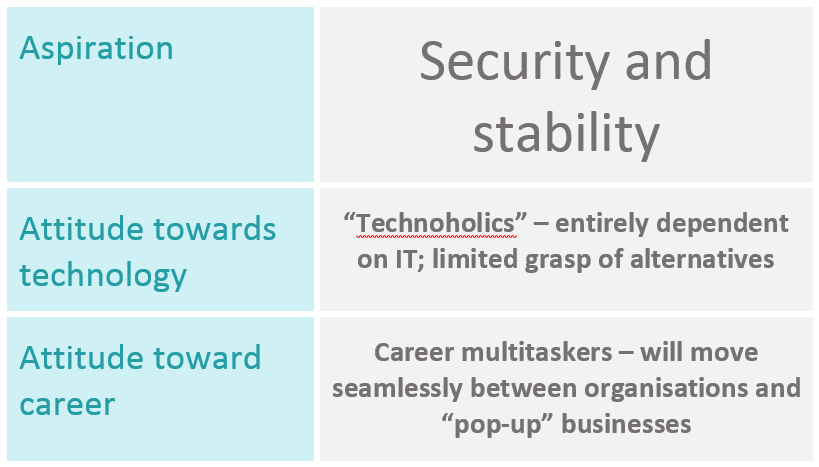 Aspiration
Security and
stability
Attitude towards
technology
“Technoholics” – entirely dependent
on IT; limited grasp of alternatives
Attitude toward
career
Career multitaskers – will move
seamlessly between organisations and
“pop-up” businesses